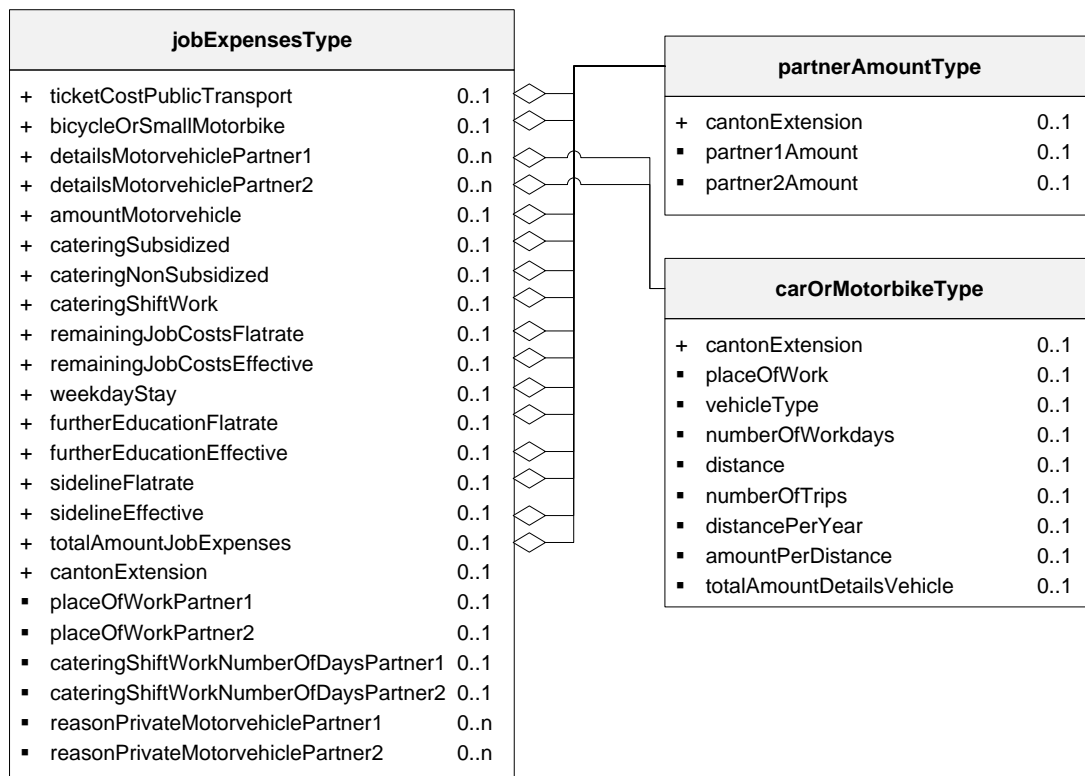 jobExpensesType
+ ticketCostPublicTransport 0..1
+ bicycleOrSmallMotorbike 0..1
+ detailsMotorvehiclePartner1 0..n
+ detailsMotorvehiclePartner2 0..n
+ amountMotorvehicle 0..1
+ cateringSubsidized 0..1
+ cateringNonSubsidized 0..1
+ cateringShiftWork 0..1
+ remainingJobCostsFlatrate 0..1
+ remainingJobCostsEffective 0..1
+ weekdayStay 0..1
+ furtherEducationFlatrate 0..1
+ furtherEducationEffective 0..1
+ sidelineFlatrate 0..1
+ sidelineEffective 0..1
+ totalAmountJobExpenses 0..1
+ cantonExtension 0..1
▪ placeOfWorkPartner1 0..1
▪ placeOfWorkPartner2 0..1
▪ cateringShiftWorkNumberOfDaysPartner1 0..1
▪ cateringShiftWorkNumberOfDaysPartner2 0..1
▪ reasonPrivateMotorvehiclePartner1 0..n
▪ reasonPrivateMotorvehiclePartner2 0..n
partnerAmountType
+ cantonExtension 0..1
▪ partner1Amount 0..1
▪ partner2Amount 0..1
carOrMotorbikeType
+ cantonExtension 0..1
▪ placeOfWork 0..1
▪ vehicleType 0..1
▪ numberOfWorkdays 0..1
▪ distance 0..1
▪ numberOfTrips 0..1
▪ distancePerYear 0..1
▪ amountPerDistance 0..1
▪ totalAmountDetailsVehicle 0..1